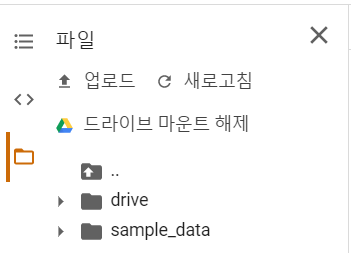 파일
업로드 새로고침
드라이브 마운트 해제
..
drive
sample_data